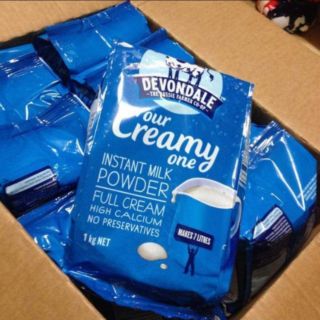 DEVONDALE
THE AUSSIE FARMER CO-OP
our
Creamy
one
INSTANT MILK
POWDER
FULL CREAM
HIGH CALCIUM
NO PRESERVATIVES
1 kg NET
MAKES 7 LITRES